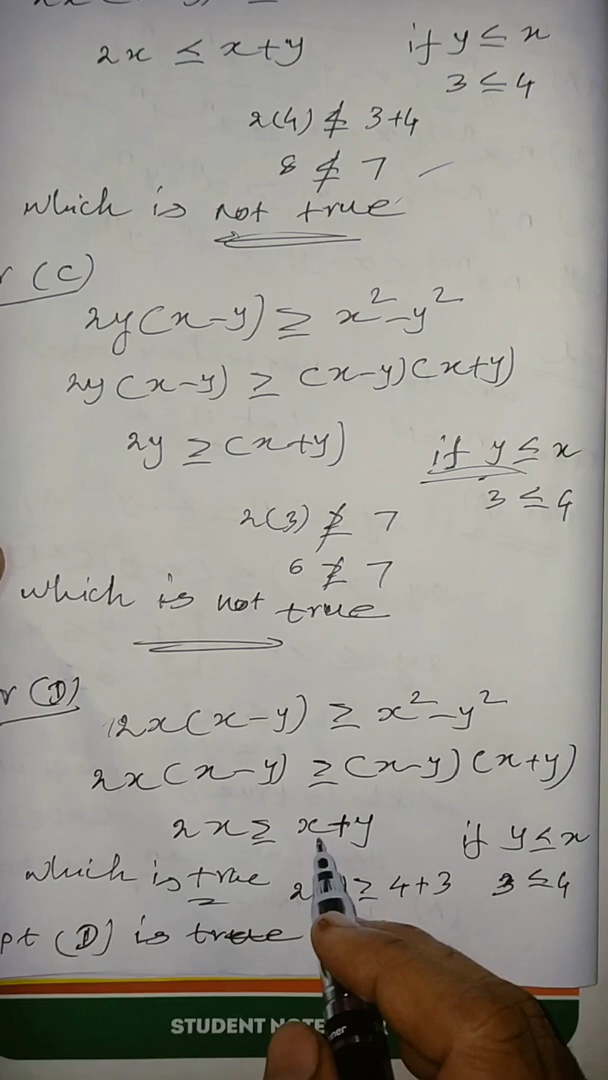 2x ≤ x+y if y ≤ x
3 ≤ 4
2(4) ≰ 3+4
8 ≰ 7
which is not true
r (C)
2y(x-y) ≥ x²-y²
2y(x-y) ≥ (x-y)(x+y)
2y ≥ (x+y) if y ≤ x
3 ≤ 4
2(3) ≱ 7
6 ≱ 7
which is not true
r (D)
2x(x-y) ≥ x²-y²
2x(x-y) ≥ (x-y)(x+y)
2x ≥ x+y if y ≤ x
which is true 2 ≥ 4+3 3 ≤ 4
pt (D) is true
STUDENT NOTE R